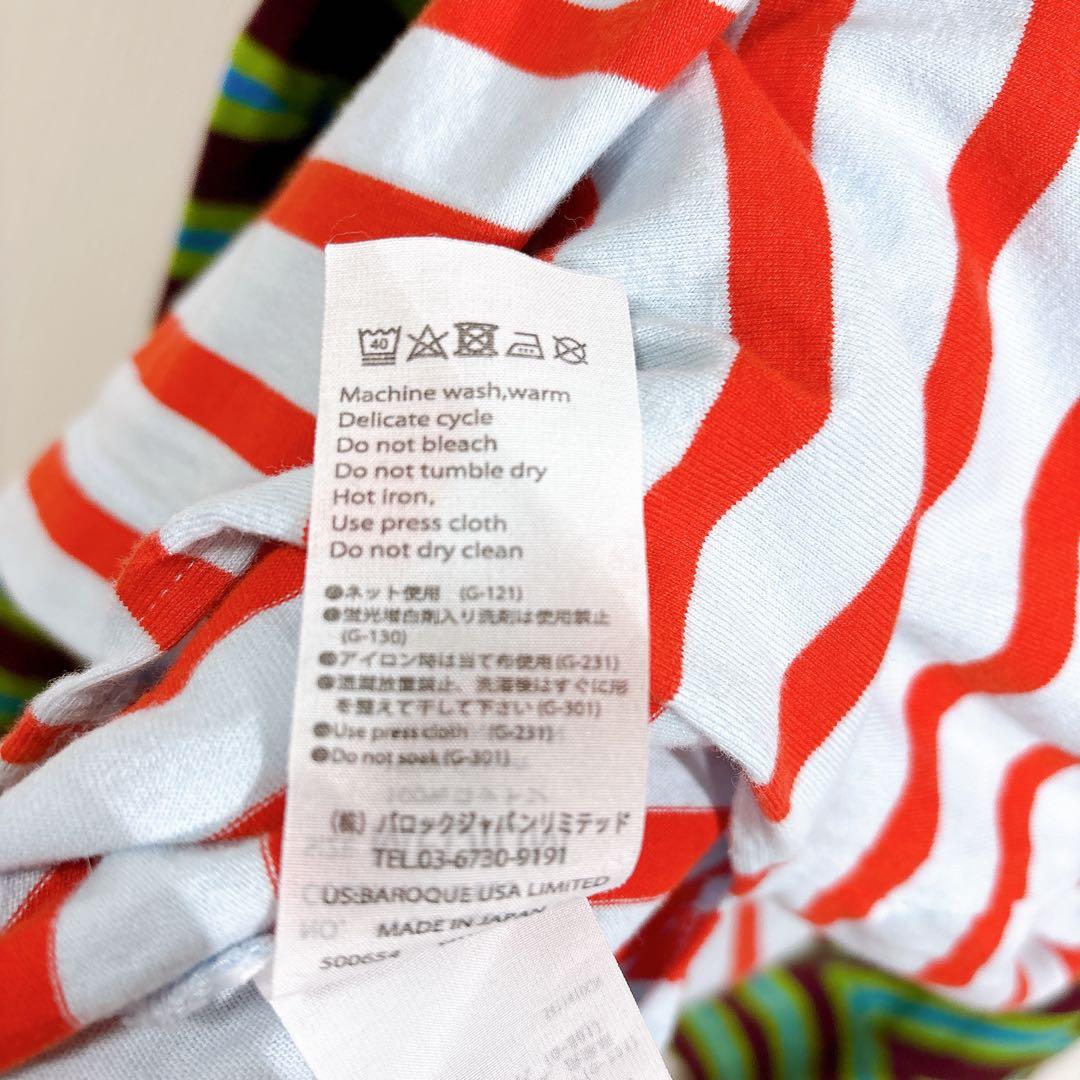 40
Machine wash,warm
Delicate cycle
Do not bleach
Do not tumble dry
Hot iron,
Use press cloth
Do not dry clean
●ネット使用 (G-121)
●蛍光増白剤入り洗剤は使用禁止
(G-130)
●アイロン時は当て布使用(G-231)
●湿潤放置禁止、洗濯後はすぐに形
を整えて干して下さい(G-301)
●Use press cloth (G-231)
●Do not soak(G-301)
(株)バロックジャパンリミテッド
TEL.03-6730-9191
US:BAROQUE USA LIMITED
MADE IN JAPAN
S00654